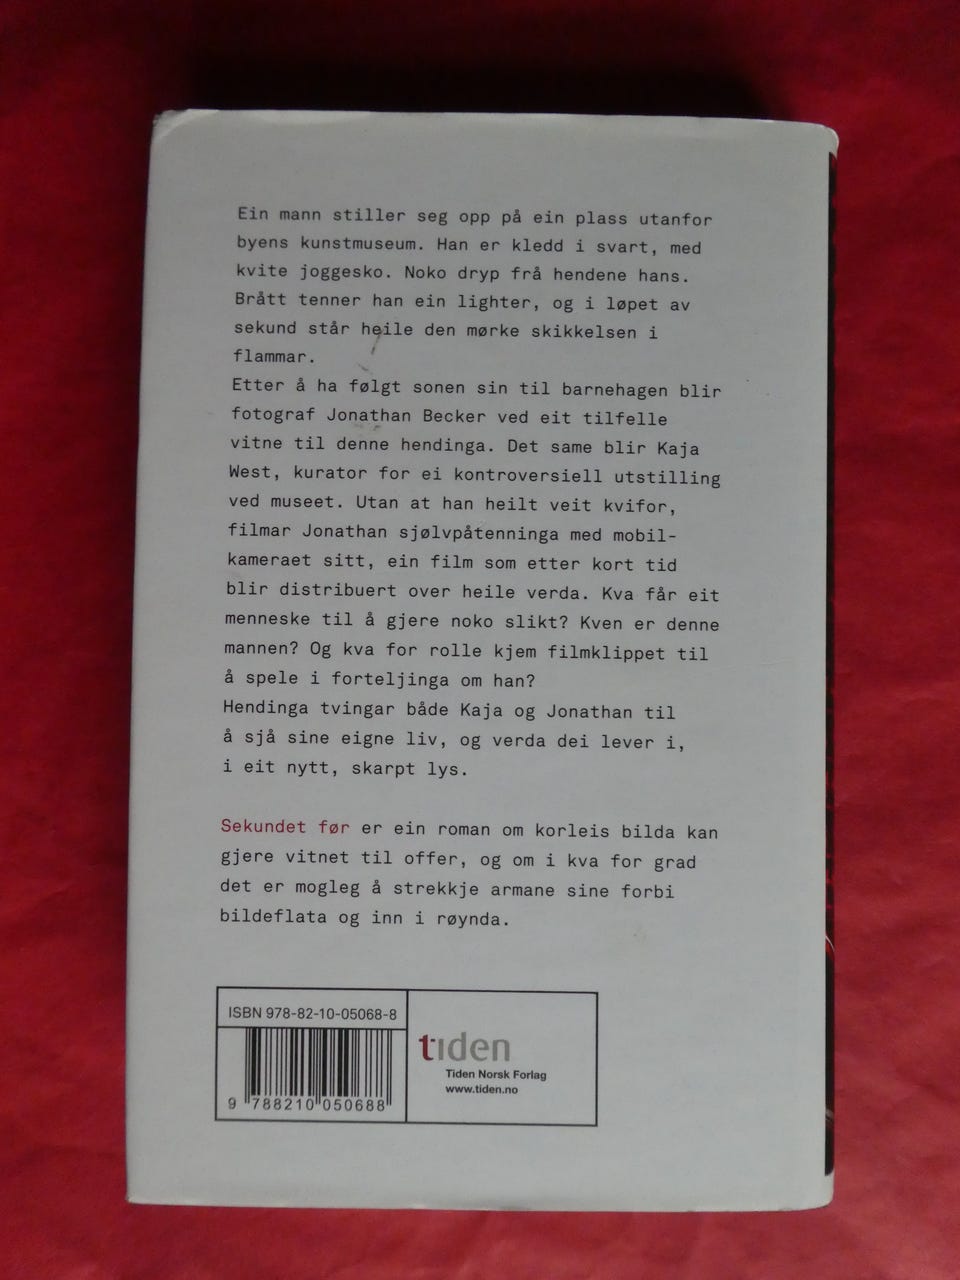 Ein mann stiller seg opp på ein plass utanfor
byens kunstmuseum. Han er kledd i svart, med
kvite joggesko. Noko dryp frå hendene hans.
Brått tenner han ein lighter, og i løpet av
sekund står heile den mørke skikkelsen i
flammar.
Etter å ha følgt sonen sin til barnehagen blir
fotograf Jonathan Becker ved eit tilfelle
vitne til denne hendinga. Det same blir Kaja
West, kurator for ei kontroversiell utstilling
ved museet. Utan at han heilt veit kvifor,
filmar Jonathan sjølvpåtenninga med mobil-
kameraet sitt, ein film som etter kort tid
blir distribuert over heile verda. Kva får eit
menneske til å gjere noko slikt? Kven er denne
mannen? Og kva for rolle kjem filmklippet til
å spele i forteljinga om han?
Hendinga tvingar både Kaja og Jonathan til
å sjå sine eigne liv, og verda dei lever i,
i eit nytt, skarpt lys.
Sekundet før er ein roman om korleis bilda kan
gjere vitnet til offer, og om i kva for grad
det er mogleg å strekkje armane sine forbi
bildeflata og inn i røynda.
ISBN 978-82-10-05068-8
9 788210 050688
tiden
Tiden Norsk Forlag
www.tiden.no